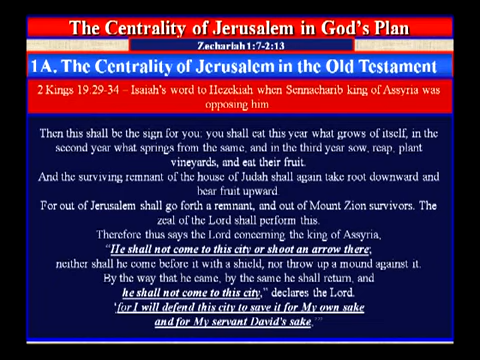 The Centrality of Jerusalem in God's Plan
Zechariah 1:7-2:13
1A. The Centrality of Jerusalem in the Old Testament
2 Kings 19:29-34 – Isaiah's word to Hezekiah when Sennacharib king of Assyria was
opposing him
Then this shall be the sign for you: you shall eat this year what grows of itself, in the
second year what springs from the same, and in the third year sow, reap, plant
vineyards, and eat their fruit.
And the surviving remnant of the house of Judah shall again take root downward and
bear fruit upward.
For out of Jerusalem shall go forth a remnant, and out of Mount Zion survivors. The
zeal of the Lord shall perform this.
Therefore thus says the Lord concerning the king of Assyria,
"He shall not come to this city or shoot an arrow there;
neither shall he come before it with a shield, nor throw up a mound against it.
By the way that he came, by the same he shall return, and
he shall not come to this city," declares the Lord.
'for I will defend this city to save it for My own sake
and for My servant David's sake.'"